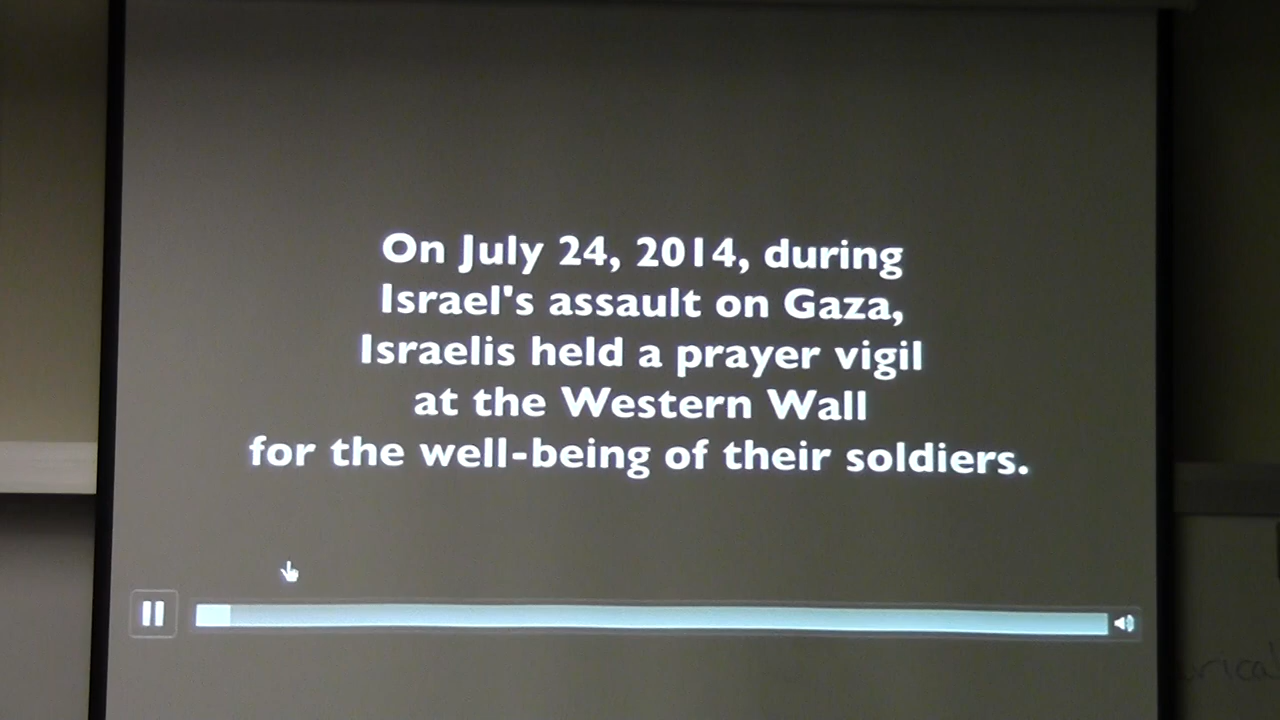 On July 24, 2014, during
Israel's assault on Gaza,
Israelis held a prayer vigil
at the Western Wall
for the well-being of their soldiers.